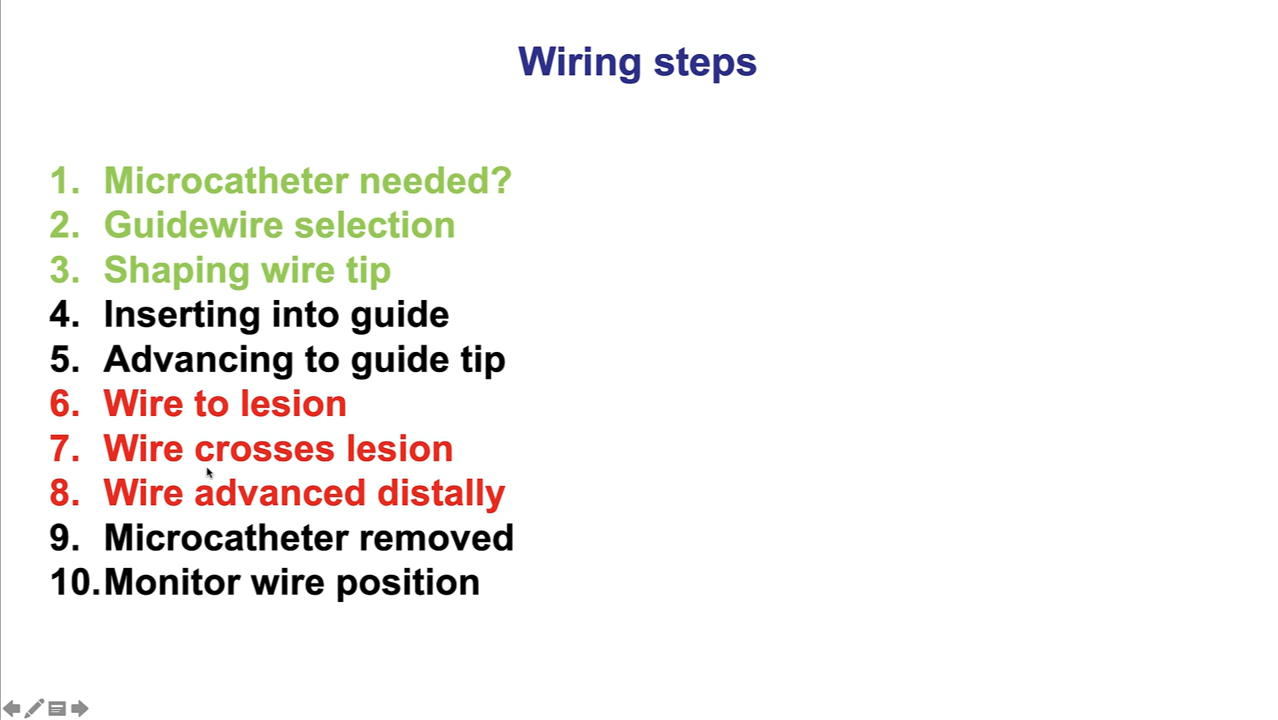 Wiring steps
1. Microcatheter needed?
2. Guidewire selection
3. Shaping wire tip
4. Inserting into guide
5. Advancing to guide tip
6. Wire to lesion
7. Wire crosses lesion
8. Wire advanced distally
9. Microcatheter removed
10. Monitor wire position